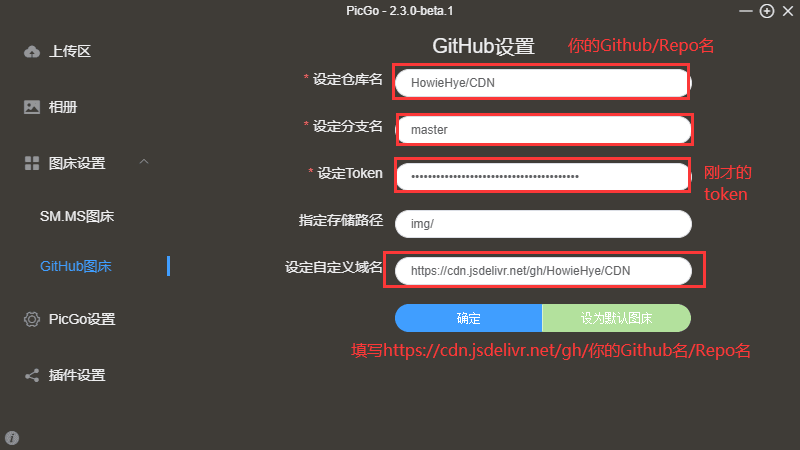 PicGo - 2.3.0-beta.1
上传区
相册
图床设置
SM.MS图床
GitHub图床
PicGo设置
插件设置
GitHub设置
你的Github/Repo名
* 设定仓库名
HowieHye/CDN
* 设定分支名
master
* 设定Token
••••••••••••••••••••••••••••••••••••••••
刚才的
token
指定存储路径
img/
设定自定义域名
https://cdn.jsdelivr.net/gh/HowieHye/CDN
确定
设为默认图床
填写https://cdn.jsdelivr.net/gh/你的Github名/Repo名